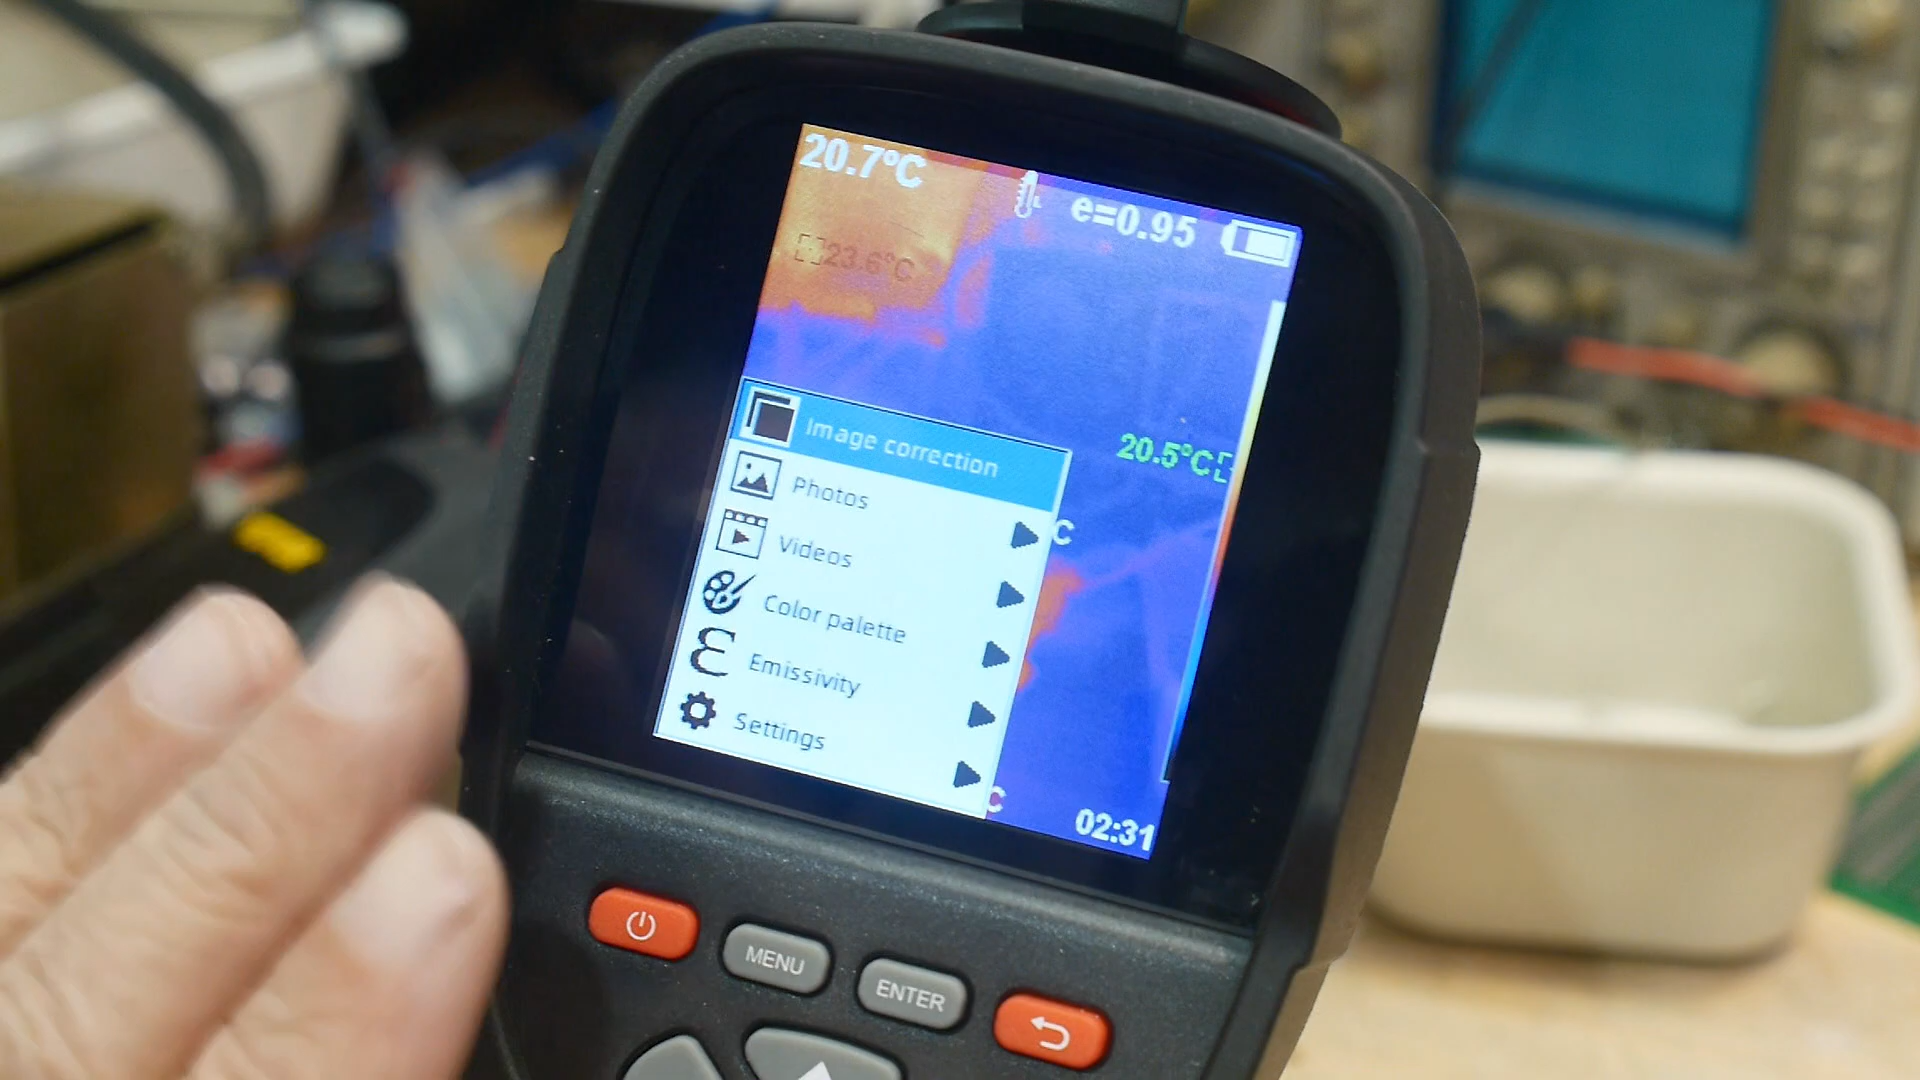 20.7°C
e=0.95
23.6°C
20.5°C
Image correction
Photos
C
Videos
Color palette
Emissivity
Settings
C
02:31
MENU
ENTER